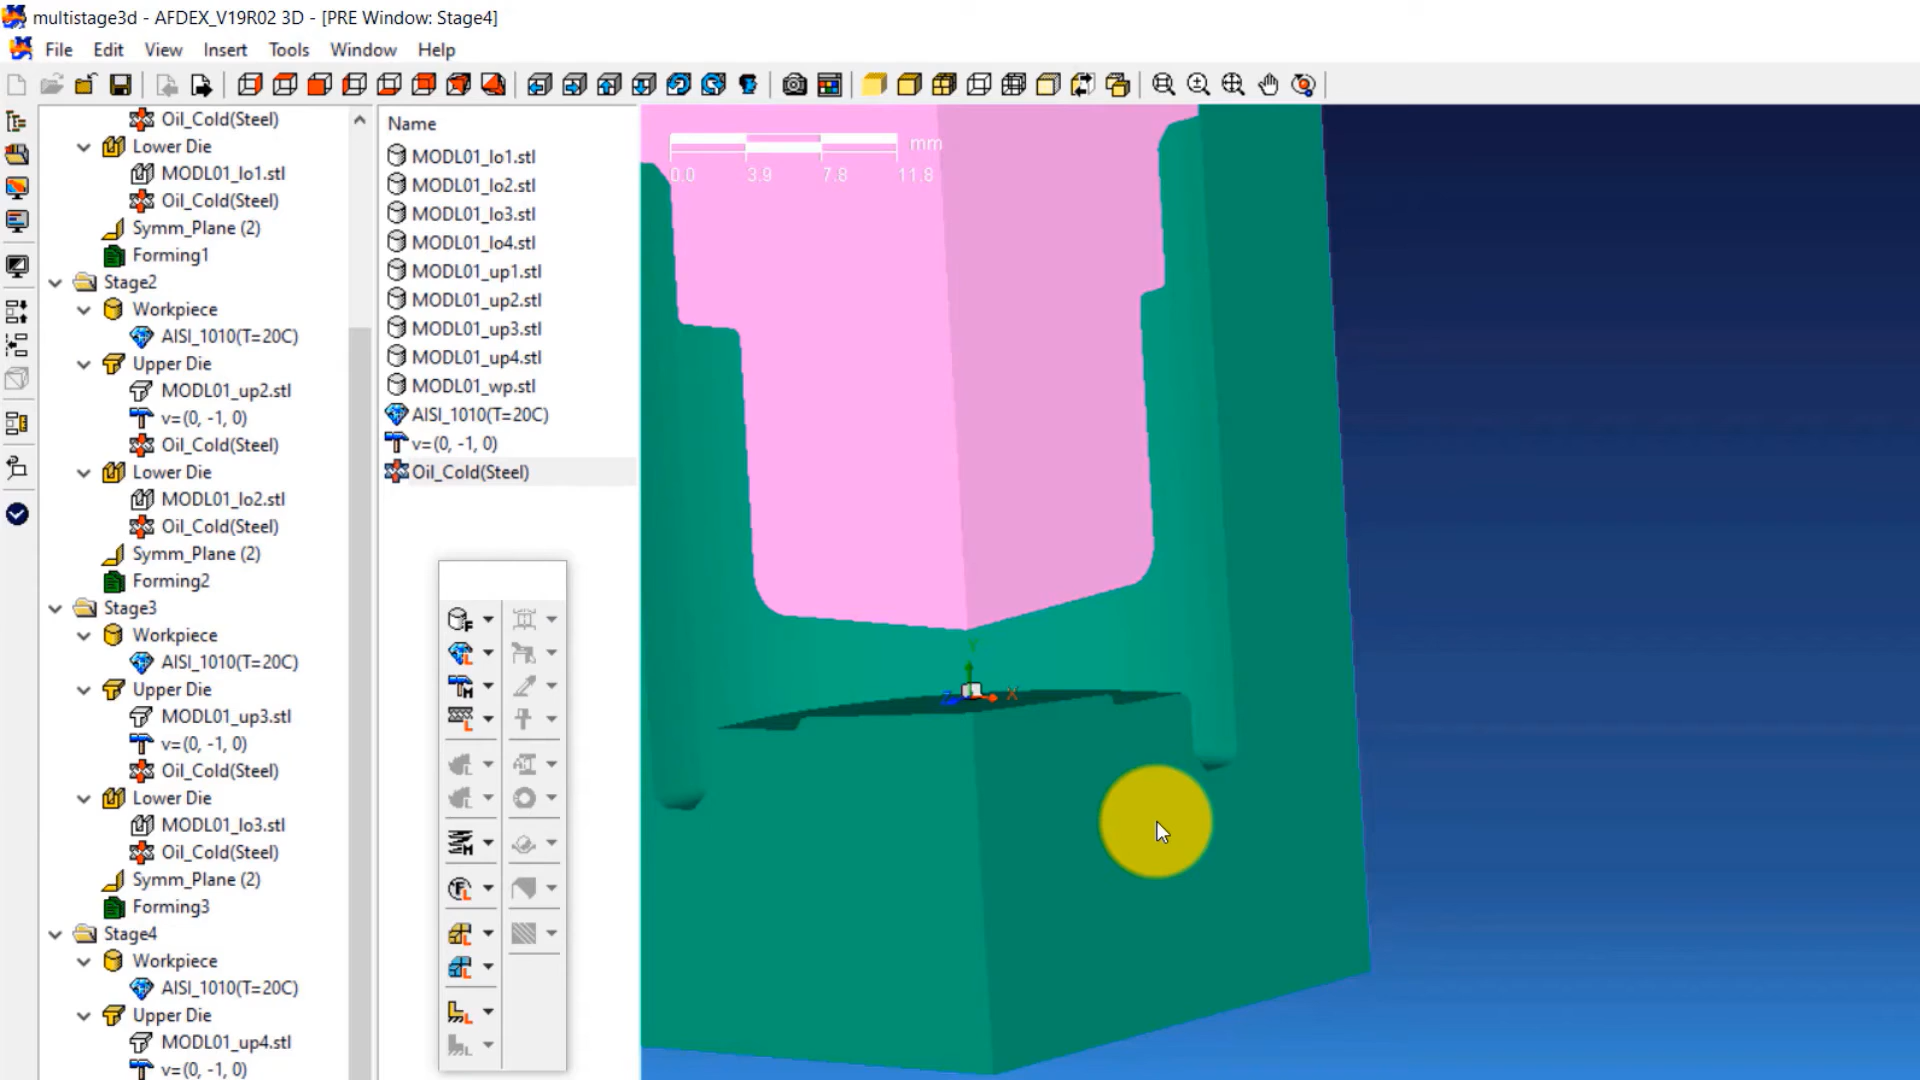 multistage3d - AFDEX_V19R02 3D - [PRE Window: Stage4]
File Edit View Insert Tools Window Help
Oil_Cold(Steel)
Lower Die
MODL01_lo1.stl
Oil_Cold(Steel)
Symm_Plane (2)
Forming1
Stage2
Workpiece
AISI_1010(T=20C)
Upper Die
MODL01_up2.stl
v=(0, -1, 0)
Oil_Cold(Steel)
Lower Die
MODL01_lo2.stl
Oil_Cold(Steel)
Symm_Plane (2)
Forming2
Stage3
Workpiece
AISI_1010(T=20C)
Upper Die
MODL01_up3.stl
v=(0, -1, 0)
Oil_Cold(Steel)
Lower Die
MODL01_lo3.stl
Oil_Cold(Steel)
Symm_Plane (2)
Forming3
Stage4
Workpiece
AISI_1010(T=20C)
Upper Die
MODL01_up4.stl
v=(0, -1, 0)
Name
MODL01_lo1.stl
MODL01_lo2.stl
MODL01_lo3.stl
MODL01_lo4.stl
MODL01_up1.stl
MODL01_up2.stl
MODL01_up3.stl
MODL01_up4.stl
MODL01_wp.stl
AISI_1010(T=20C)
v=(0, -1, 0)
Oil_Cold(Steel)
mm
0.0 3.9 7.8 11.8
Y
Z X